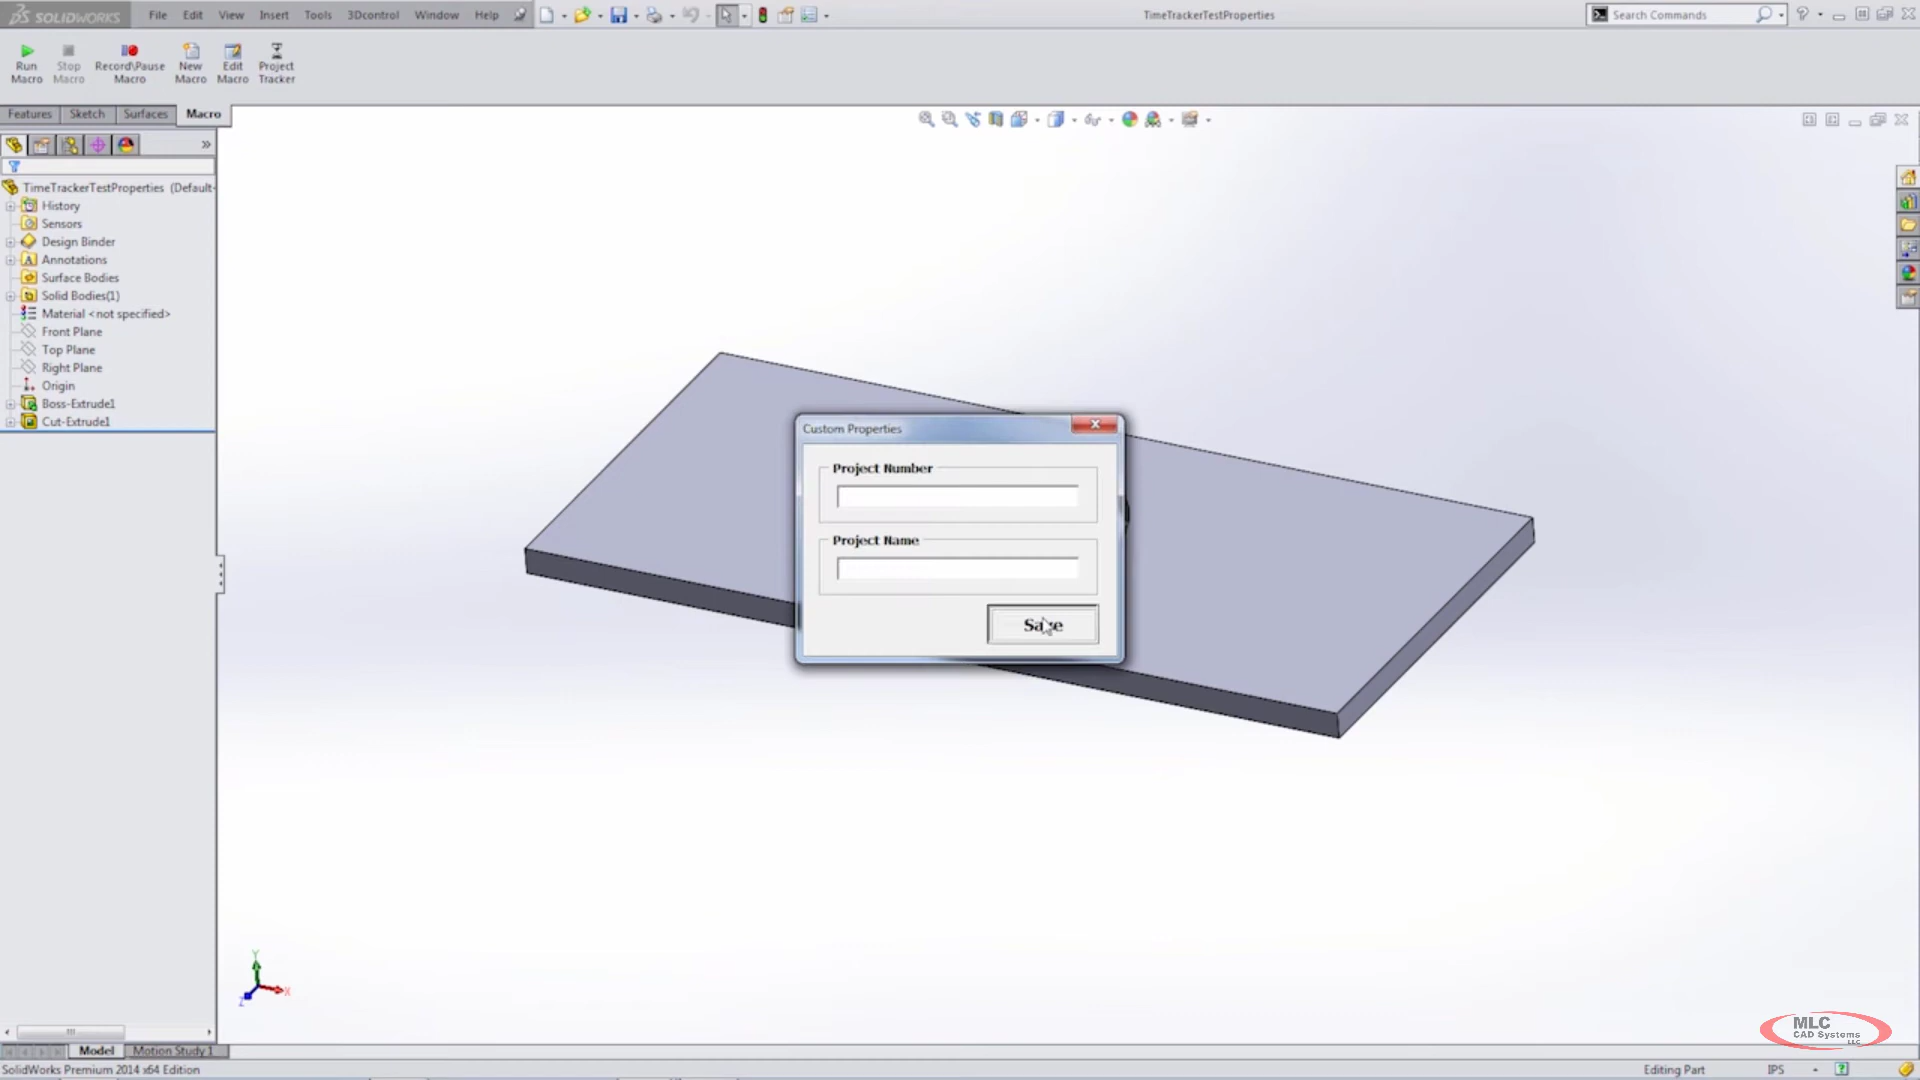 SOLIDWORKS File Edit View Insert Tools 3Dcontrol Window Help TimeTrackerTestProperties Search Commands
Run Macro
Stop Macro
Record\Pause Macro
New Macro
Edit Macro
Project Tracker
Features Sketch Surfaces Macro
TimeTrackerTestProperties (Default-
History
Sensors
Design Binder
Annotations
Surface Bodies
Solid Bodies(1)
Material <not specified>
Front Plane
Top Plane
Right Plane
Origin
Boss-Extrude1
Cut-Extrude1
Custom Properties
Project Number
Project Name
Save
Y
X
Z
MLC
CAD Systems
LLC
Model Motion Study 1
SolidWorks Premium 2014 x64 Edition Editing Part IPS